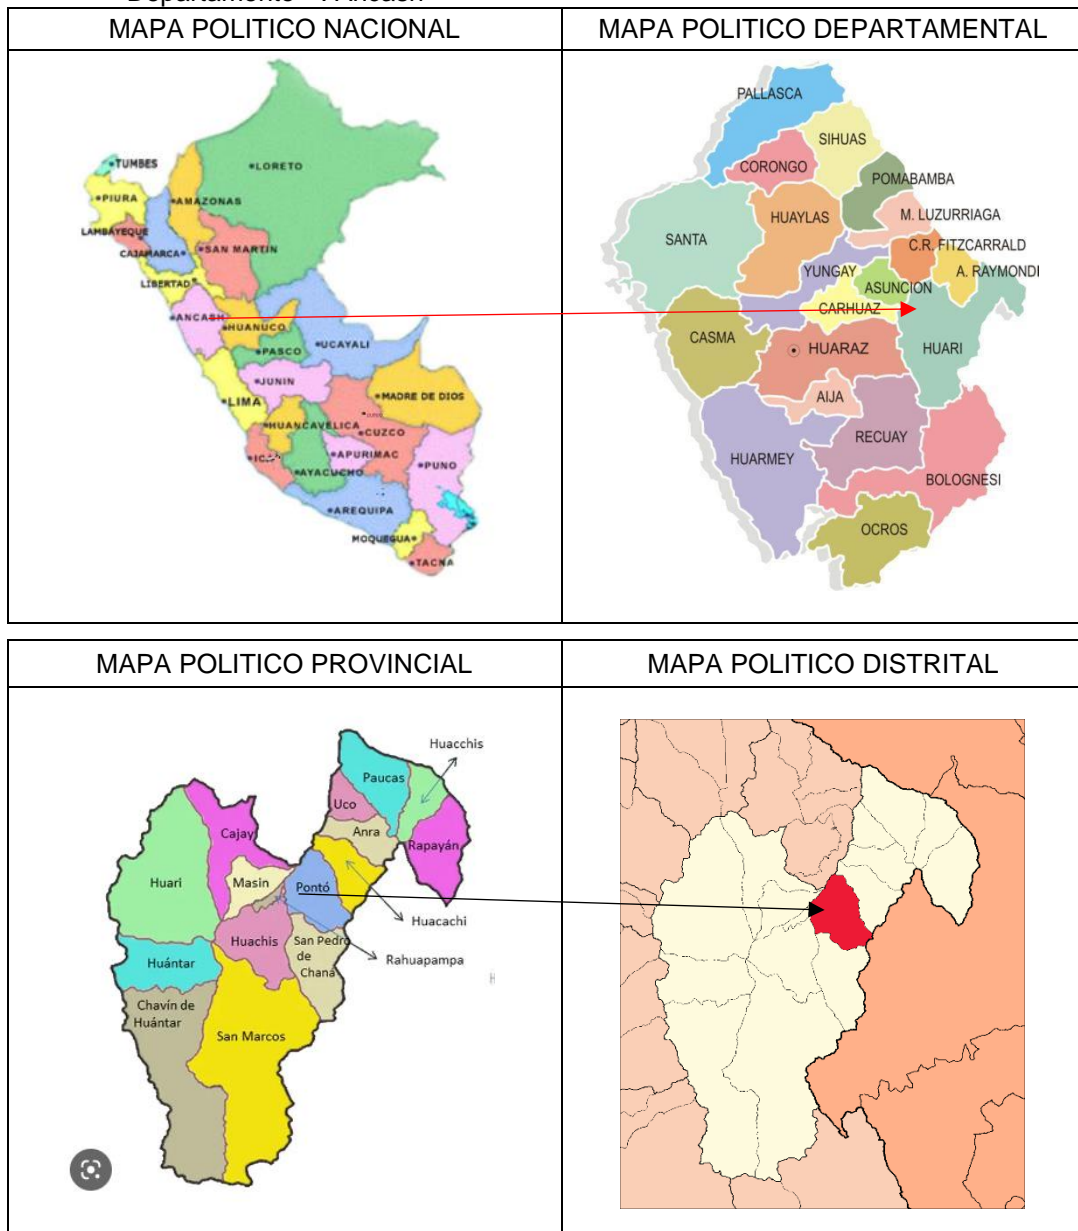 Departamento : Ancash
MAPA POLITICO NACIONAL
MAPA POLITICO DEPARTAMENTAL
TUMBES
LORETO
PIURA
AMAZONAS
LAMBAYEQUE
CAJAMARCA
SAN MARTIN
LIBERTAD
ANCASH
HUANUCO
PASCO
UCAYALI
JUNIN
LIMA
MADRE DE DIOS
HUANCAVELICA
CUZCO
ICA
APURIMAC
PUNO
AYACUCHO
AREQUIPA
MOQUEGUA
TACNA
PALLASCA
SIHUAS
CORONGO
POMABAMBA
HUAYLAS
M. LUZURRIAGA
SANTA
C.R. FITZCARRALD
YUNGAY
A. RAYMONDI
ASUNCION
CARHUAZ
CASMA
HUARAZ
HUARI
AIJA
RECUAY
HUARMEY
BOLOGNESI
OCROS
MAPA POLITICO PROVINCIAL
MAPA POLITICO DISTRITAL
Huacchis
Paucas
Uco
Anra
Cajay
Rapayán
Huari
Masin
Pontó
Huacachi
Huachis
San Pedro
de
Chaná
Rahuapampa
Huántar
Chavín de
Huántar
San Marcos